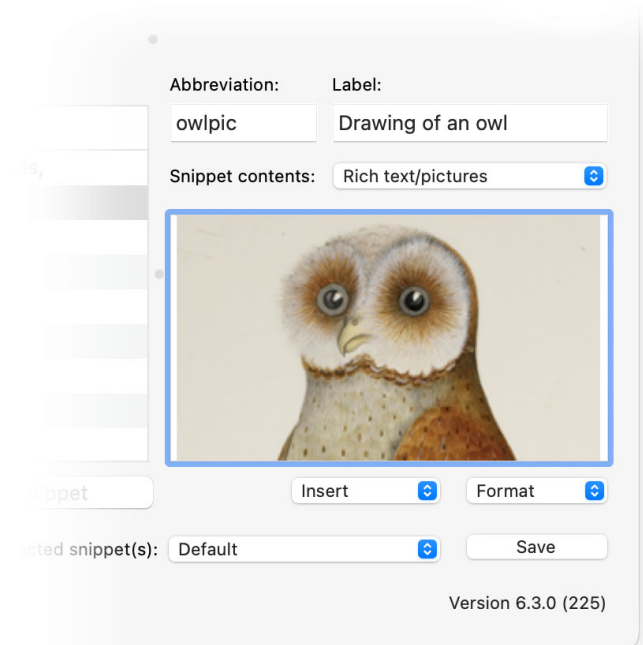 Abbreviation: Label:
owlpic Drawing of an owl
Snippet contents: Rich text/pictures
Insert Format
snippet(s): Default Save
Version 6.3.0 (225)